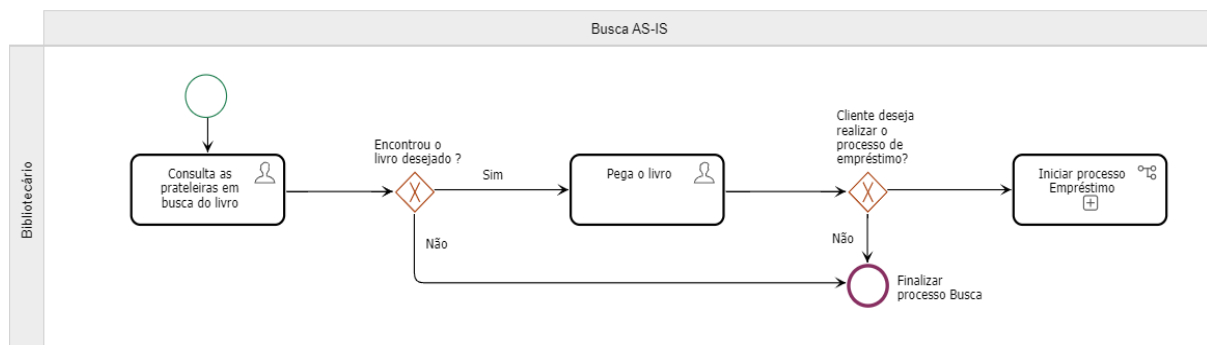 Busca AS-IS
Bibliotecário
Consulta as
prateleiras em
busca do livro
Encontrou o
livro desejado ?
Sim
Não
Pega o livro
Cliente deseja
realizar o
processo de
empréstimo?
Não
Iniciar processo
Empréstimo
Finalizar
processo Busca